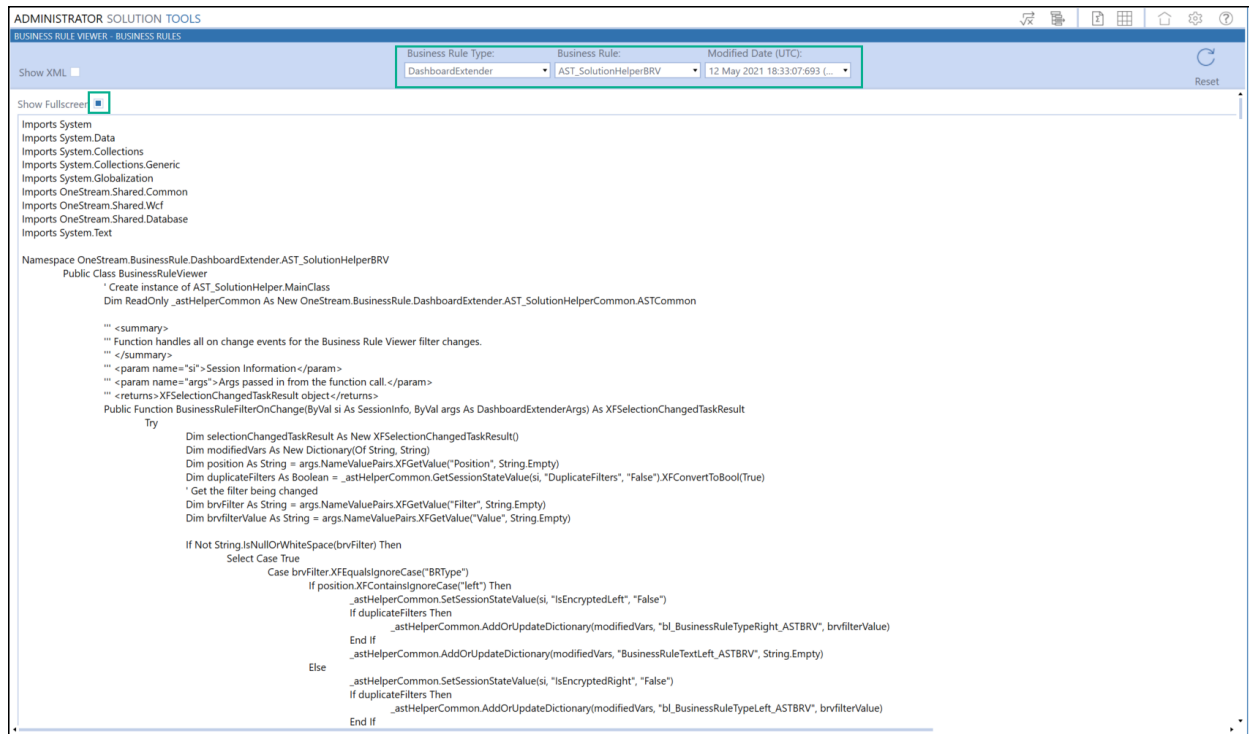 ADMINISTRATOR SOLUTION TOOLS
BUSINESS RULE VIEWER - BUSINESS RULES
Business Rule Type: Business Rule: Modified Date (UTC):
Show XML DashboardExtender AST_SolutionHelperBRV 12 May 2021 18:33:07:693 (...
Reset
Show Fullscreen
Imports System
Imports System.Data
Imports System.Collections
Imports System.Collections.Generic
Imports System.Globalization
Imports OneStream.Shared.Common
Imports OneStream.Shared.Wcf
Imports OneStream.Shared.Database
Imports System.Text
Namespace OneStream.BusinessRule.DashboardExtender.AST_SolutionHelperBRV
Public Class BusinessRuleViewer
' Create instance of AST_SolutionHelper.MainClass
Dim ReadOnly _astHelperCommon As New OneStream.BusinessRule.DashboardExtender.AST_SolutionHelperCommon.ASTCommon
''' <summary>
''' Function handles all on change events for the Business Rule Viewer filter changes.
''' </summary>
''' <param name="si">Session Information</param>
''' <param name="args">Args passed in from the function call.</param>
''' <returns>XFSelectionChangedTaskResult object</returns>
Public Function BusinessRuleFilterOnChange(ByVal si As SessionInfo, ByVal args As DashboardExtenderArgs) As XFSelectionChangedTaskResult
Try
Dim selectionChangedTaskResult As New XFSelectionChangedTaskResult()
Dim modifiedVars As New Dictionary(Of String, String)
Dim position As String = args.NameValuePairs.XFGetValue("Position", String.Empty)
Dim duplicateFilters As Boolean = _astHelperCommon.GetSessionStateValue(si, "DuplicateFilters", "False").XFConvertToBool(True)
' Get the filter being changed
Dim brvFilter As String = args.NameValuePairs.XFGetValue("Filter", String.Empty)
Dim brvfilterValue As String = args.NameValuePairs.XFGetValue("Value", String.Empty)
If Not String.IsNullOrWhiteSpace(brvFilter) Then
Select Case True
Case brvFilter.XFEqualsIgnoreCase("BRType")
If position.XFContainsIgnoreCase("left") Then
_astHelperCommon.SetSessionStateValue(si, "IsEncryptedLeft", "False")
If duplicateFilters Then
_astHelperCommon.AddOrUpdateDictionary(modifiedVars, "bl_BusinessRuleTypeRight_ASTBRV", brvfilterValue)
End If
_astHelperCommon.AddOrUpdateDictionary(modifiedVars, "BusinessRuleTextLeft_ASTBRV", String.Empty)
Else
_astHelperCommon.SetSessionStateValue(si, "IsEncryptedRight", "False")
If duplicateFilters Then
_astHelperCommon.AddOrUpdateDictionary(modifiedVars, "bl_BusinessRuleTypeLeft_ASTBRV", brvfilterValue)
End If